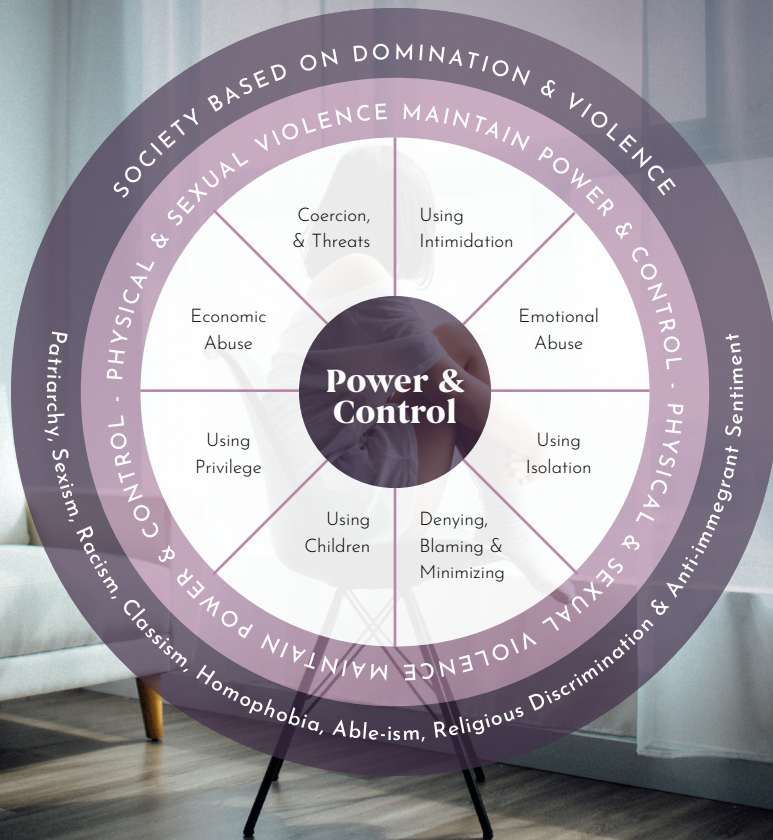 SOCIETY BASED ON DOMINATION & VIOLENCE
PHYSICAL & SEXUAL VIOLENCE MAINTAIN POWER & CONTROL -
PHYSICAL & SEXUAL VIOLENCE MAINTAIN POWER & CONTROL -
Coercion,
& Threats
Using
Intimidation
Economic
Abuse
Emotional
Abuse
Power &
Control
Using
Privilege
Using
Isolation
Using
Children
Denying,
Blaming &
Minimizing
Patriarchy, Sexism, Racism, Classism, Homophobia, Able-ism, Religious Discrimination & Anti-immegrant Sentiment